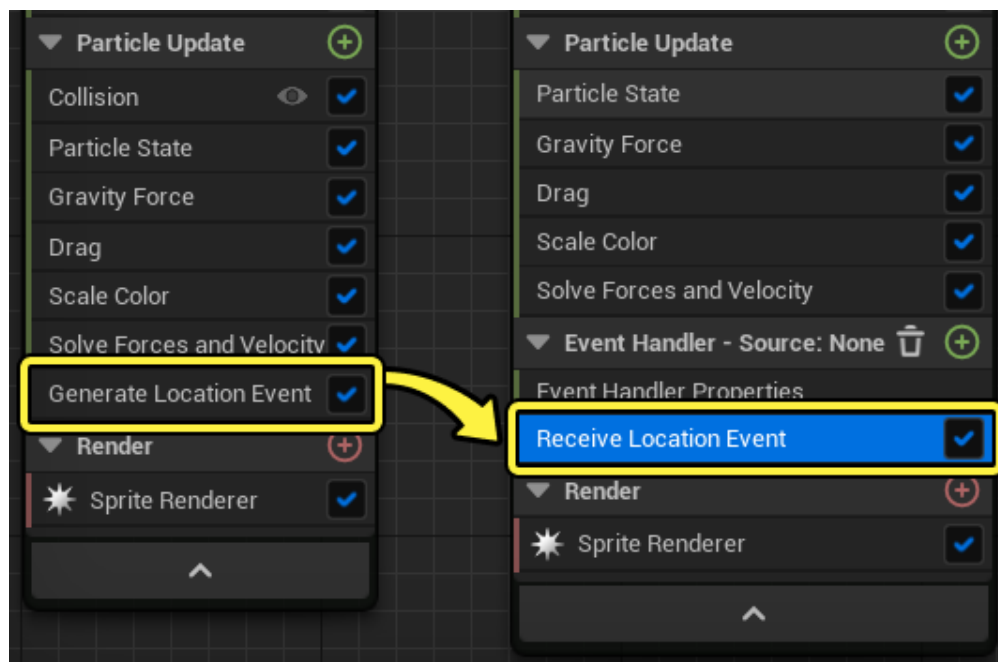 Particle Update
Collision
Particle State
Gravity Force
Drag
Scale Color
Solve Forces and Velocity
Generate Location Event
Render
Sprite Renderer
Particle Update
Particle State
Gravity Force
Drag
Scale Color
Solve Forces and Velocity
Event Handler - Source: None
Event Handler Properties
Receive Location Event
Render
Sprite Renderer